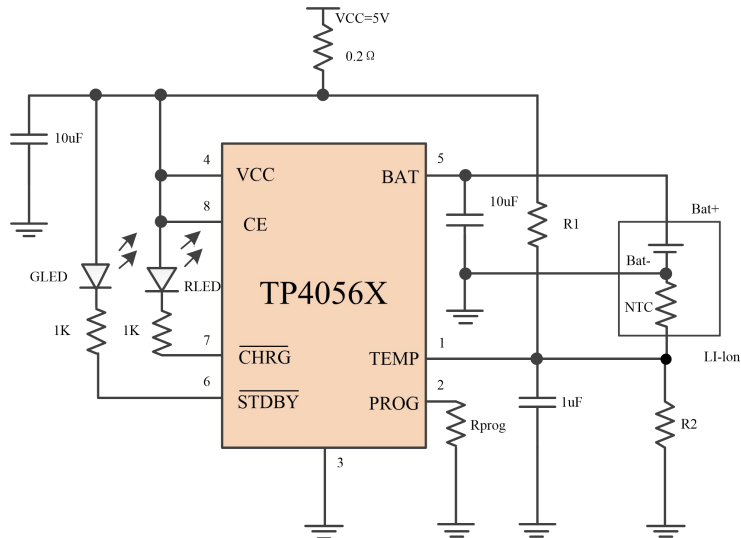 VCC=5V
0.2 Ω
10uF
4
VCC
BAT
5
8
CE
10uF
R1
Bat+
Bat-
GLED
RLED
TP4056X
NTC
1K
1K
7
CHRG
TEMP
1
LI-lon
6
STDBY
PROG
2
1uF
Rprog
R2
3